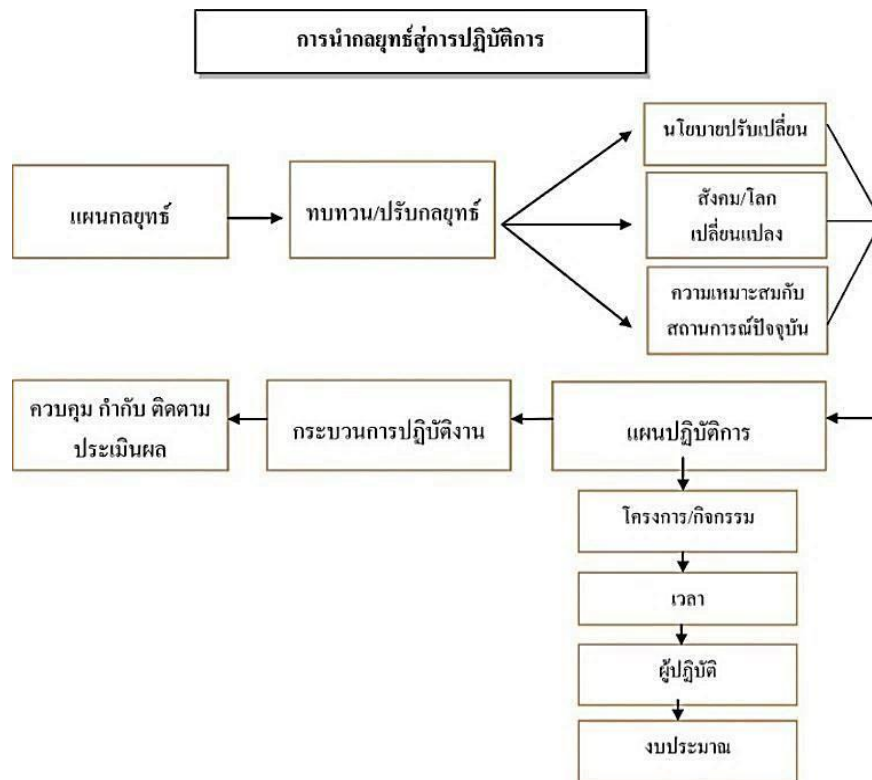 การนำกลยุทธ์สู่การปฏิบัติการ
แผนกลยุทธ์
ทบทวน/ปรับกลยุทธ์
นโยบายปรับเปลี่ยน
สังคม/โลก
เปลี่ยนแปลง
ความเหมาะสมกับ
สถานการณ์ปัจจุบัน
ควบคุม กำกับ ติดตาม
ประเมินผล
กระบวนการปฏิบัติงาน
แผนปฏิบัติการ
โครงการ/กิจกรรม
เวลา
ผู้ปฏิบัติ
งบประมาณ